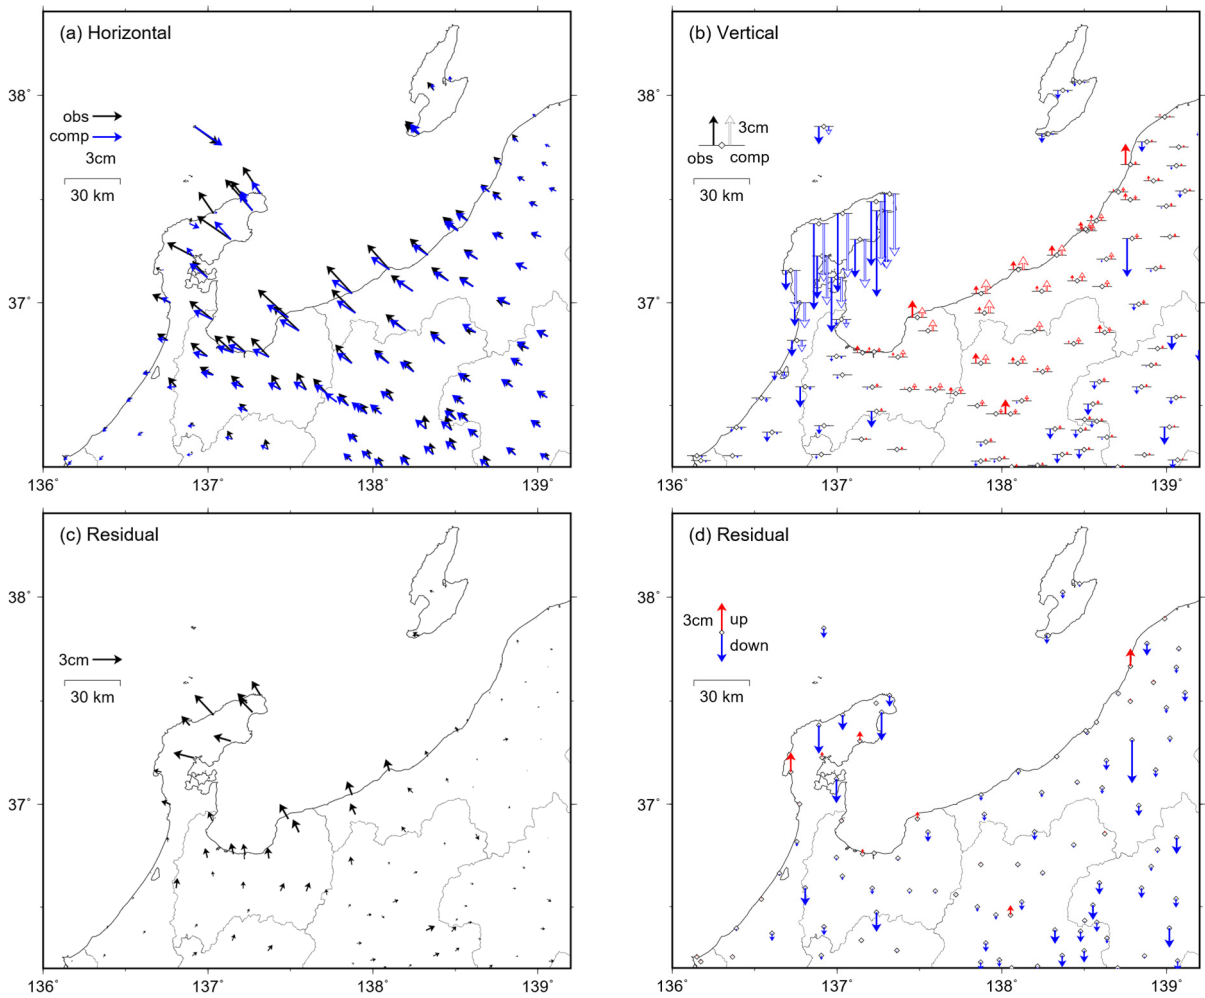 (a) Horizontal
38°
obs
comp
3cm
30 km
37°
136° 137° 138° 139°
(b) Vertical
38°
3cm
obs comp
30 km
37°
136° 137° 138° 139°
(c) Residual
38°
3cm
30 km
37°
136° 137° 138° 139°
(d) Residual
38°
3cm up
down
30 km
37°
136° 137° 138° 139°